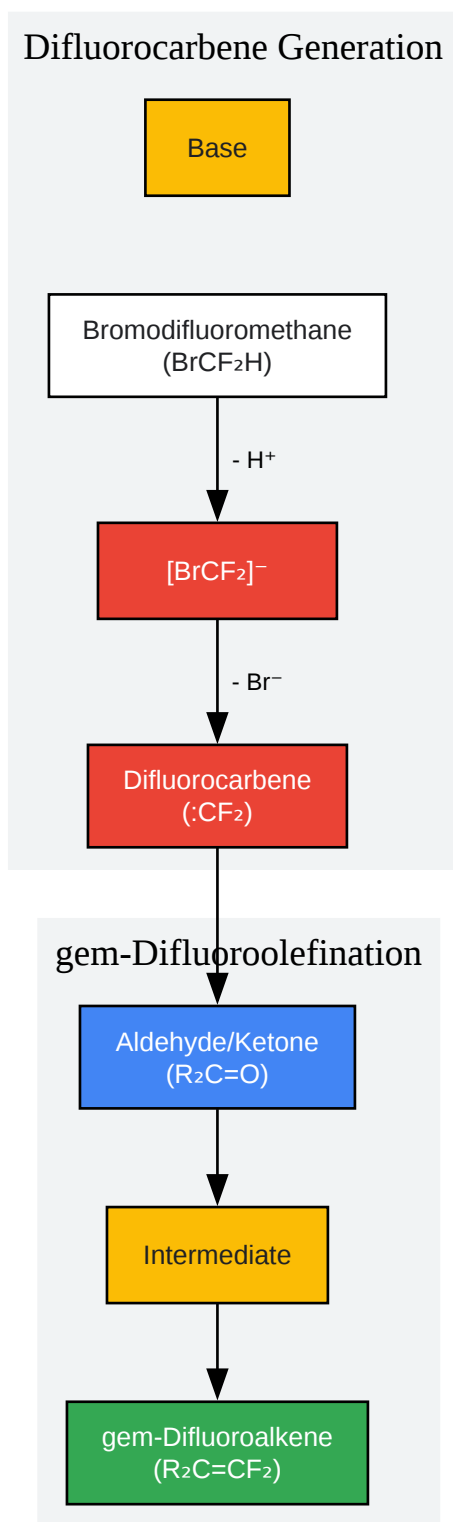 Difluorocarbene Generation
Base
Bromodifluoromethane
(BrCF₂H)
- H⁺
[BrCF₂]⁻
- Br⁻
Difluorocarbene
(:CF₂)
gem-Difluoroolefination
Aldehyde/Ketone
(R₂C=O)
Intermediate
gem-Difluoroalkene
(R₂C=CF₂)